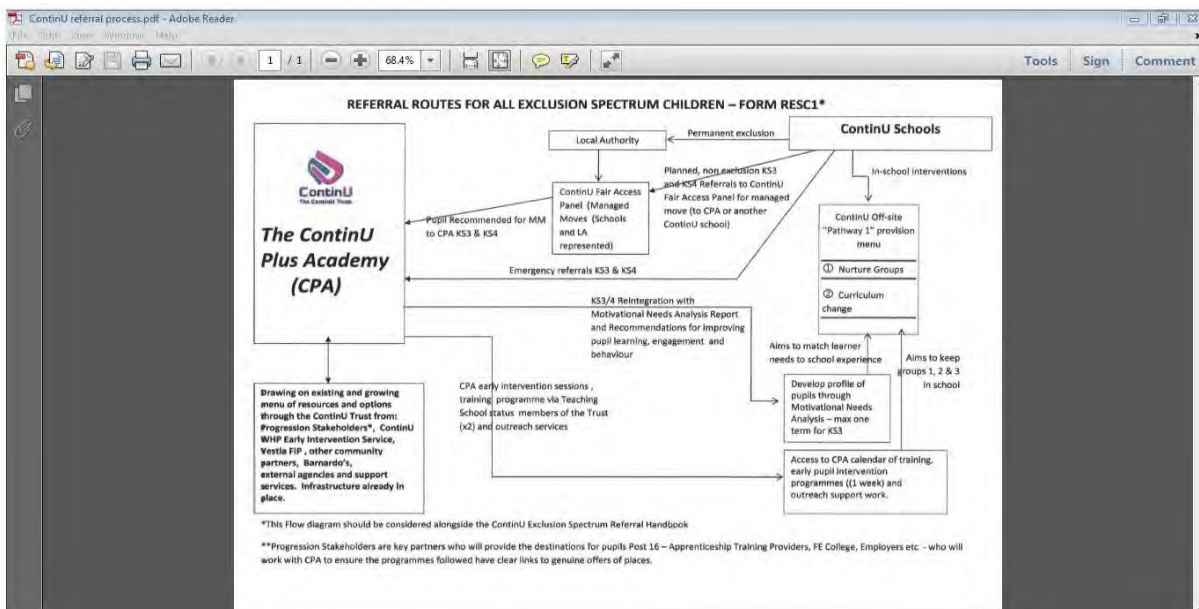 ContinU referral process.pdf - Adobe Reader
File Edit View Window Help
1 / 1
68.4%
Tools Sign Comment
REFERRAL ROUTES FOR ALL EXCLUSION SPECTRUM CHILDREN – FORM RESC1*
ContinU
The ContinU Trust
The ContinU
Plus Academy
(CPA)
Local Authority
Permanent exclusion
ContinU Schools
ContinU Fair Access
Panel (Managed
Moves (Schools
and LA
represented)
Planned, non exclusion KS3
and KS4 Referrals to ContinU
Fair Access Panel for managed
move (to CPA or another
ContinU school)
In-school interventions
Pupil Recommended for MM
to CPA KS3 & KS4
ContinU Off-site
"Pathway 1" provision
menu
① Nurture Groups
② Curriculum
change
Emergency referrals KS3 & KS4
KS3/4 Reintegration with
Motivational Needs Analysis Report
and Recommendations for improving
pupil learning, engagement and
behaviour
Aims to match learner
needs to school experience
Aims to keep
groups 1, 2 & 3
in school
Drawing on existing and growing
menu of resources and options
through the ContinU Trust from:
Progression Stakeholders*, ContinU
WHP Early Intervention Service,
Vestia FIP , other community
partners, Barnardo's,
external agencies and support
services. Infrastructure already in
place.
CPA early intervention sessions ,
training programme via Teaching
School status members of the Trust
(x2) and outreach services
Develop profile of
pupils through
Motivational Needs
Analysis – max one
term for KS3
Access to CPA calendar of training,
early pupil intervention
programmes ((1 week) and
outreach support work.
*This Flow diagram should be considered alongside the ContinU Exclusion Spectrum Referral Handbook
**Progression Stakeholders are key partners who will provide the destinations for pupils Post 16 – Apprenticeship Training Providers, FE College, Employers etc - who will
work with CPA to ensure the programmes followed have clear links to genuine offers of places.